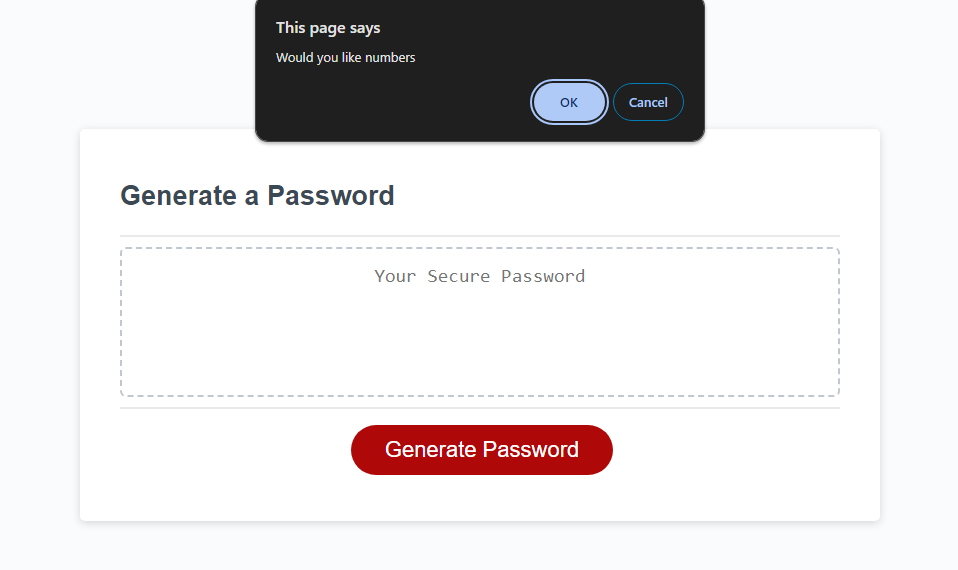 This page says
Would you like numbers
OK
Cancel
Generate a Password
Your Secure Password
Generate Password